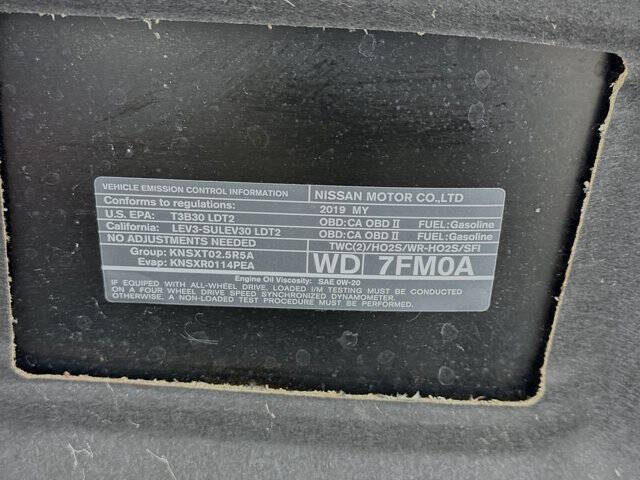 VEHICLE EMISSION CONTROL INFORMATION NISSAN MOTOR CO.,LTD
Conforms to regulations: 2019 MY
U.S. EPA: T3B30 LDT2 OBD:CA OBD II FUEL:Gasoline
California: LEV3-SULEV30 LDT2 OBD:CA OBD II FUEL:Gasoline
NO ADJUSTMENTS NEEDED TWC(2)/HO2S/WR-HO2S/SFI
Group: KNSXT02.5R5A
Evap: KNSXR0114PEA
WD 7FM0A
Engine Oil Viscosity: SAE 0W-20
IF EQUIPED WITH ALL-WHEEL DRIVE, LOADED I/M TESTING MUST BE CONDUCTED
ON A FOUR WHEEL DRIVE SPEED SYNCHRONIZED DYNAMOMETER.
OR A NON-LOADED TEST PROCEDURE MUST BE PERFORMED.